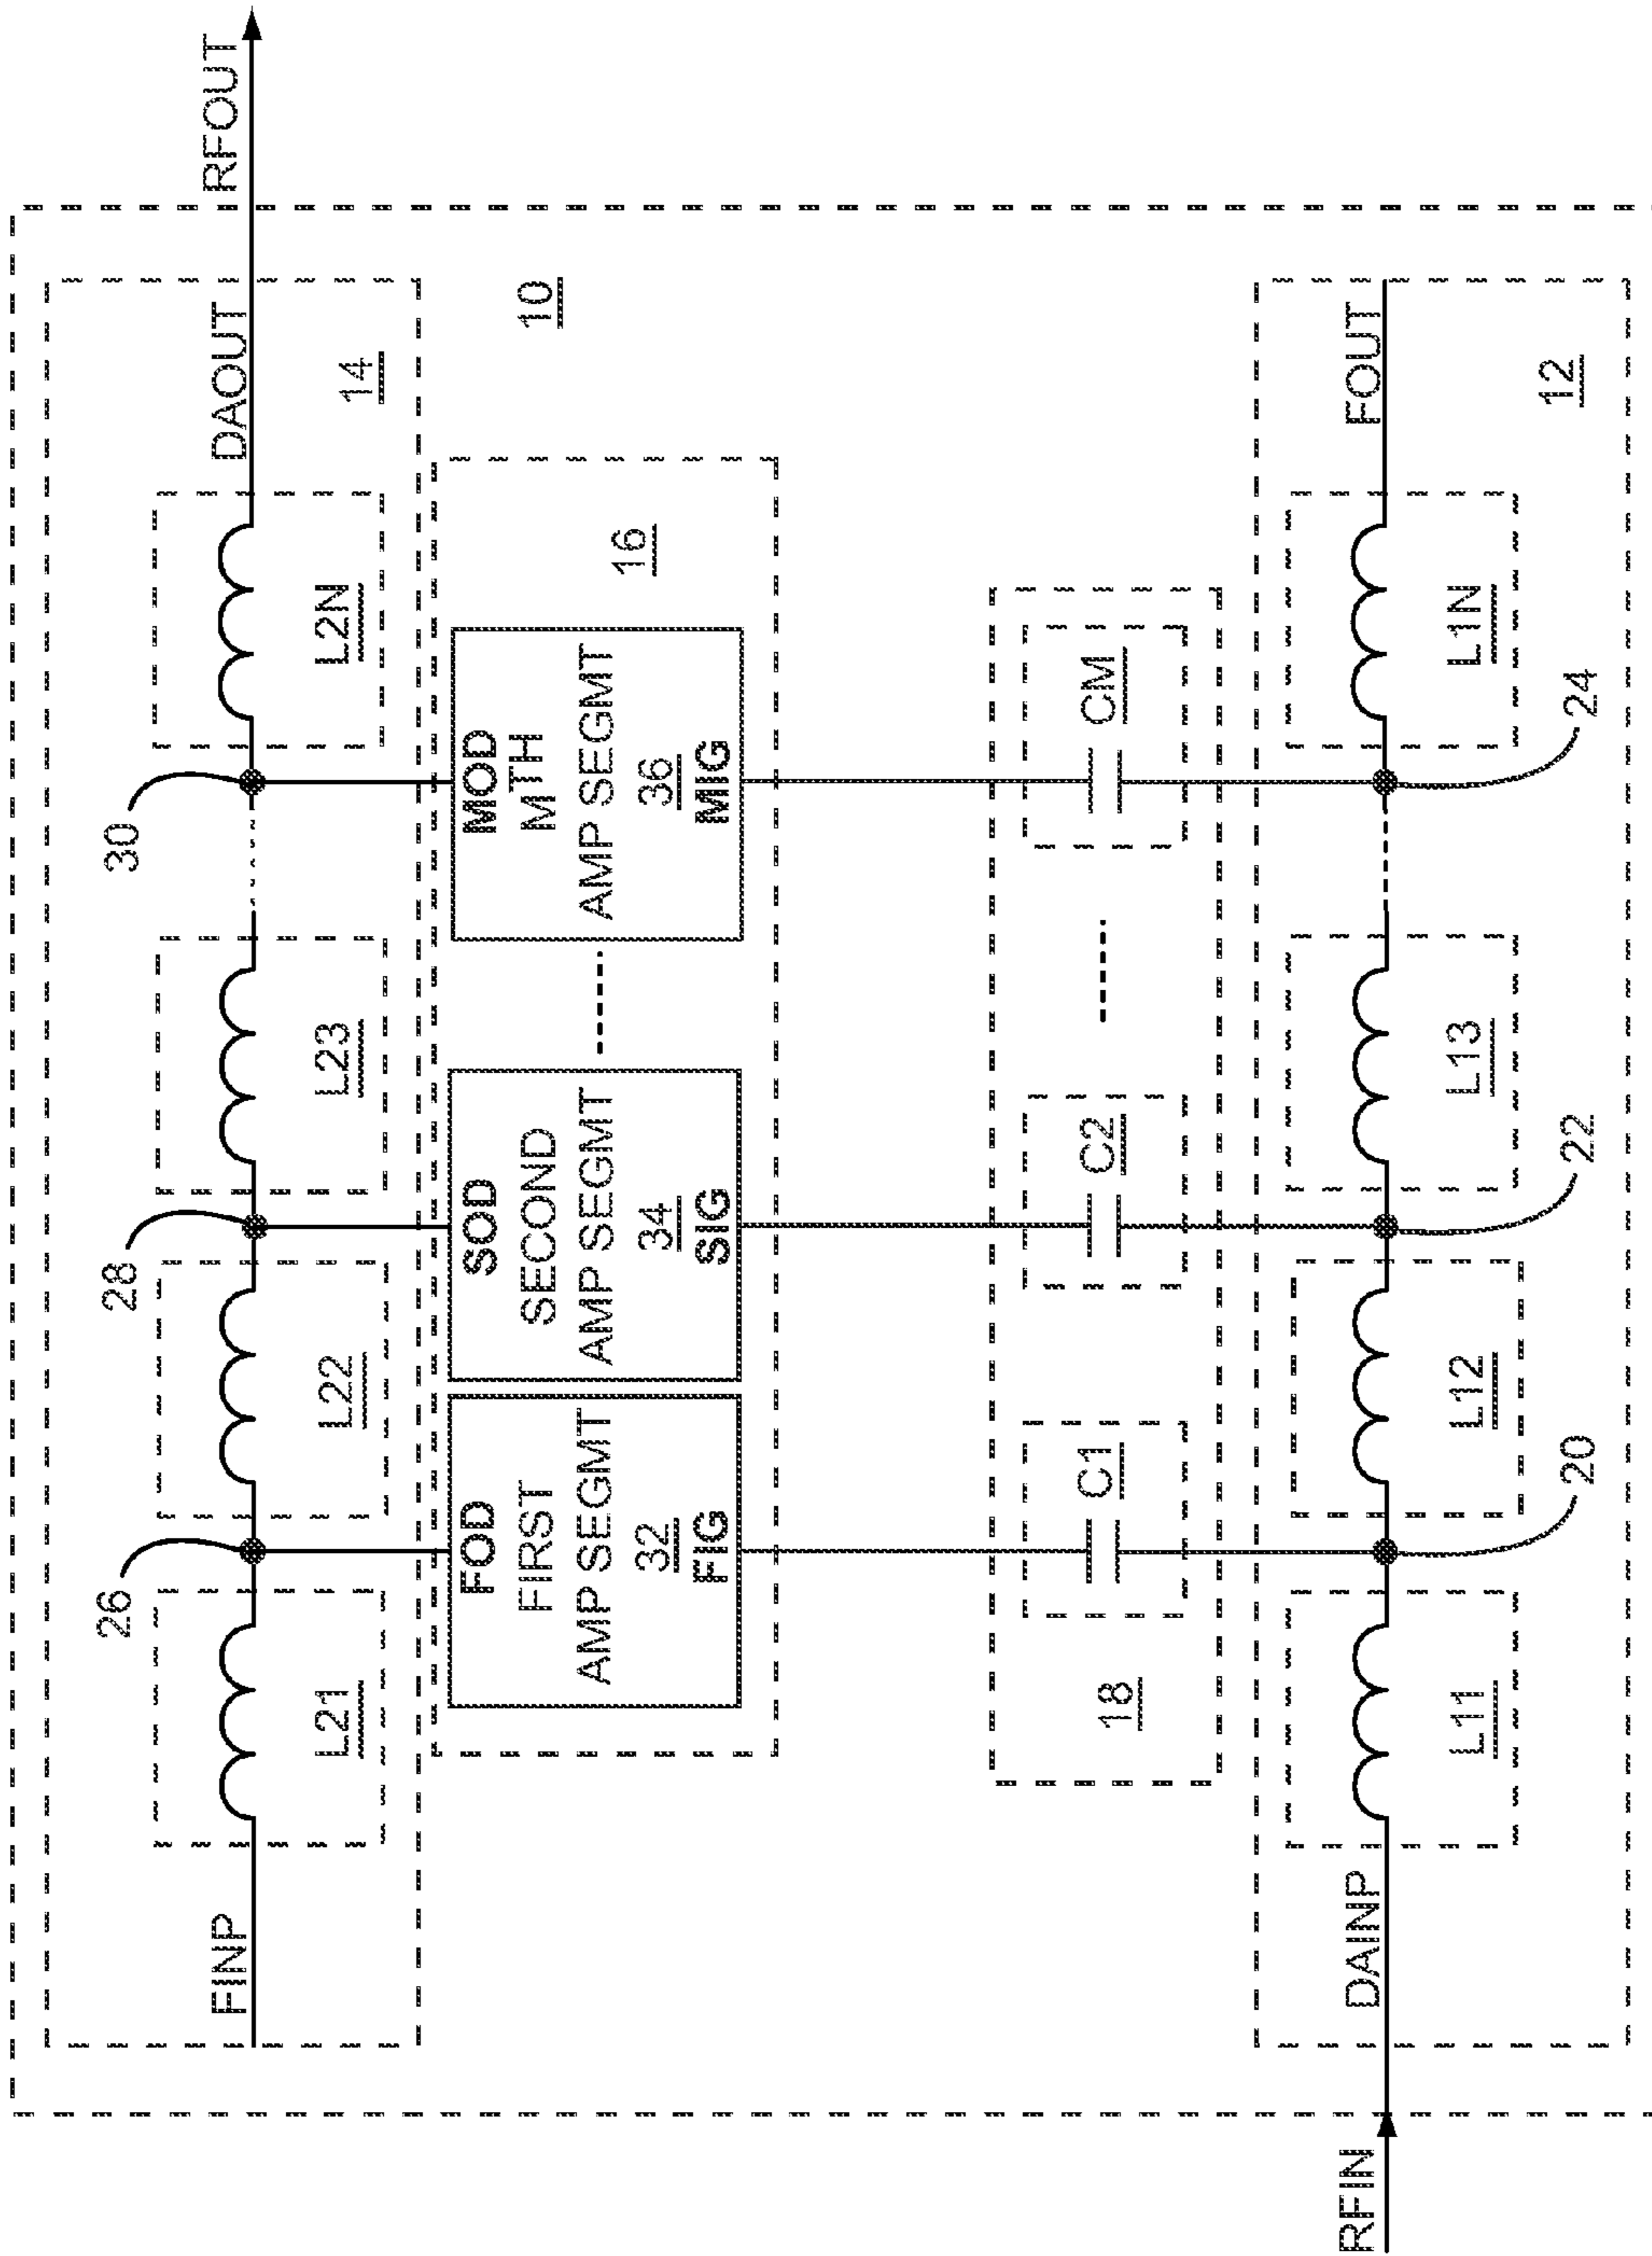 RFOUT
30
28
26
FINP
DAOUT
L21
L22
L23
L2N
14
10
FOD
FIRST
AMP SEGMT
32
FIG
SOD
SECOND
AMP SEGMT
34
SIG
MOD
MTH
AMP SEGMT
36
MIG
16
18
C1
C2
CM
RFIN
DAINP
FOUT
L11
L12
L13
L1N
12
20
22
24